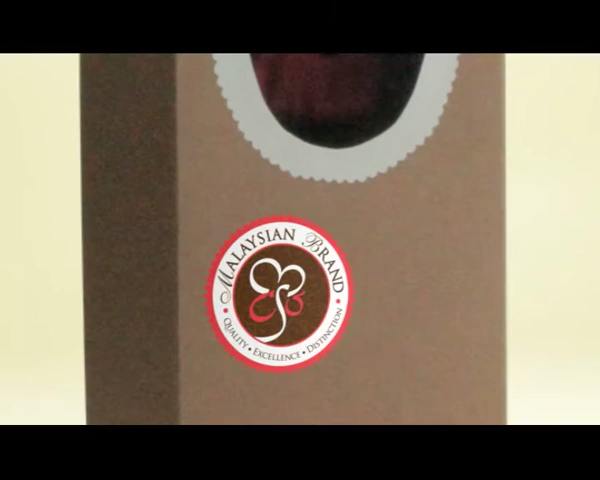 MALAYSIAN BRAND
QUALITY • EXCELLENCE • DISTINCTION